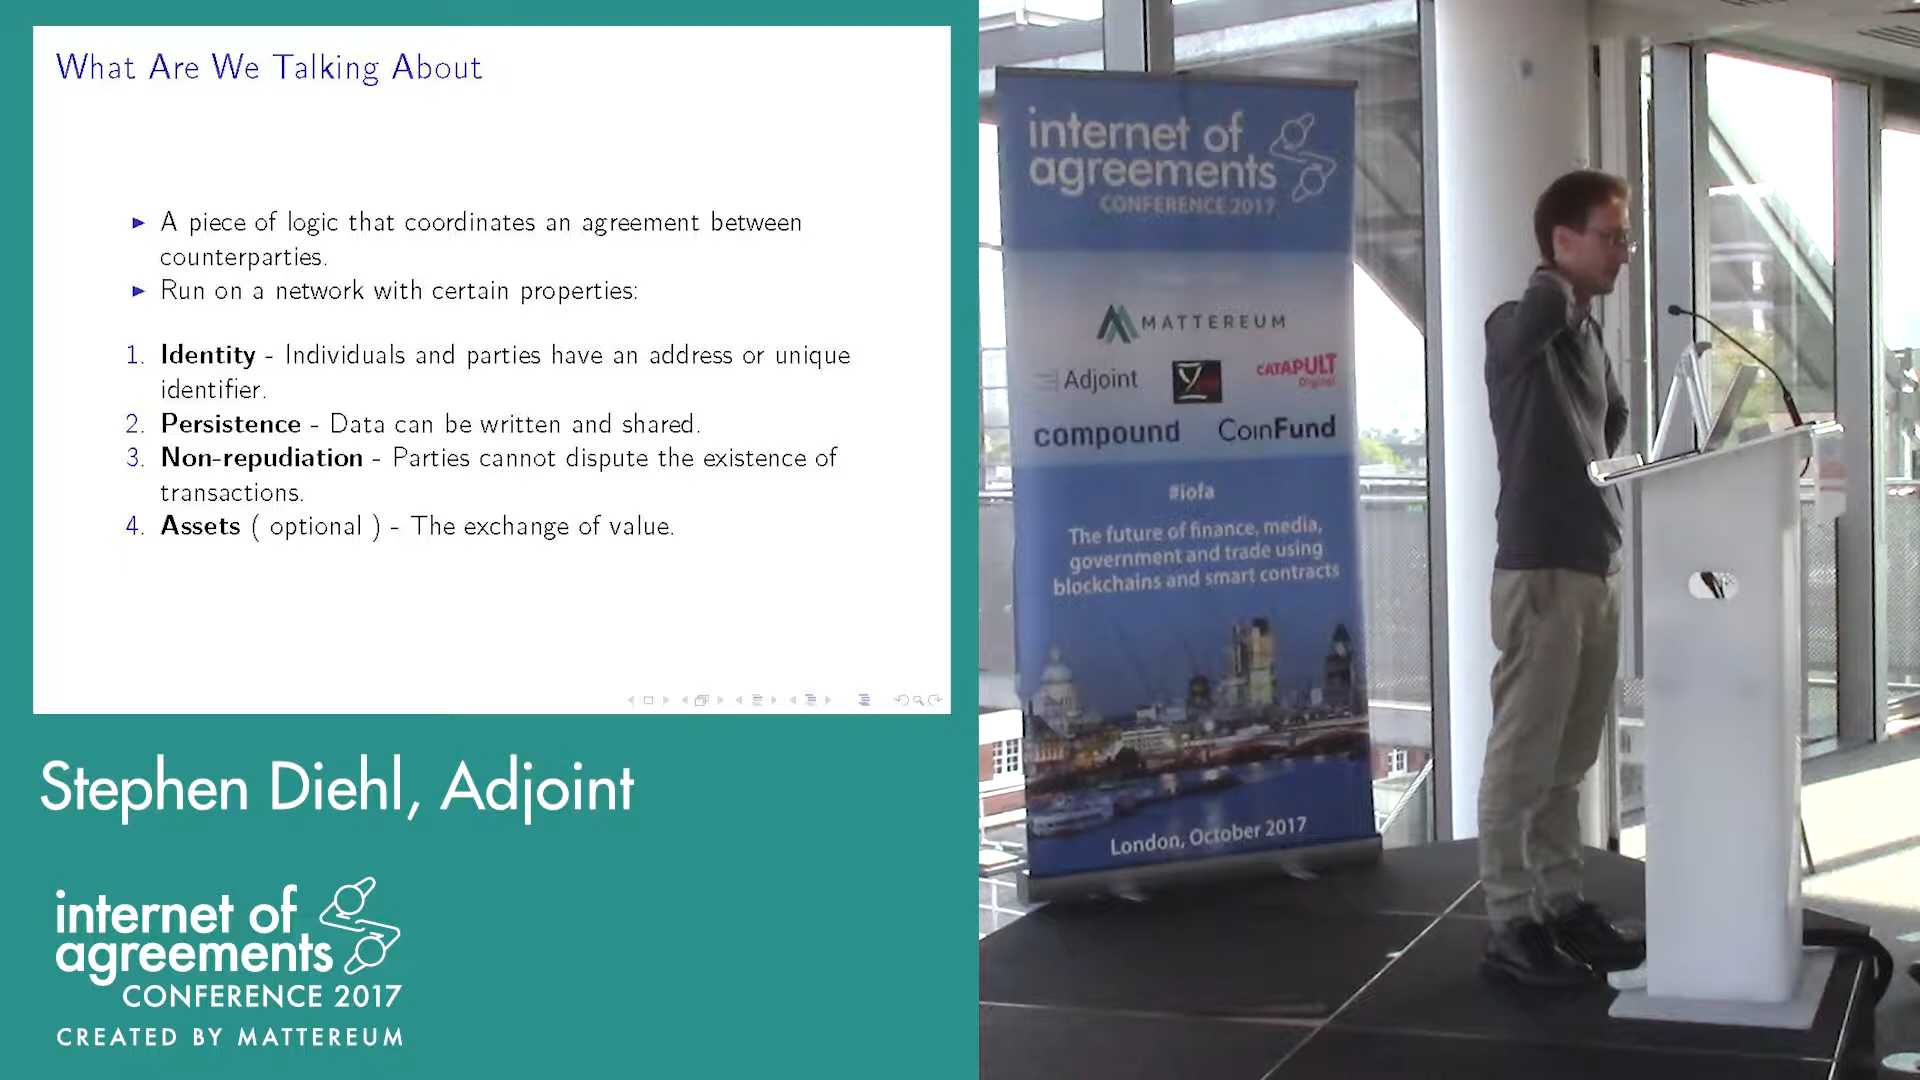 What Are We Talking About
A piece of logic that coordinates an agreement between
counterparties.
Run on a network with certain properties:
1. Identity - Individuals and parties have an address or unique
identifier.
2. Persistence - Data can be written and shared.
3. Non-repudiation - Parties cannot dispute the existence of
transactions.
4. Assets ( optional ) - The exchange of value.
Stephen Diehl, Adjoint
internet of
agreements
CONFERENCE 2017
CREATED BY MATTEREUM
internet of
agreements
CONFERENCE 2017
MATTEREUM
Adjoint
CATAPULT
Digital
compound
CoinFund
#iofa
The future of finance, media,
government and trade using
blockchains and smart contracts
London, October 2017